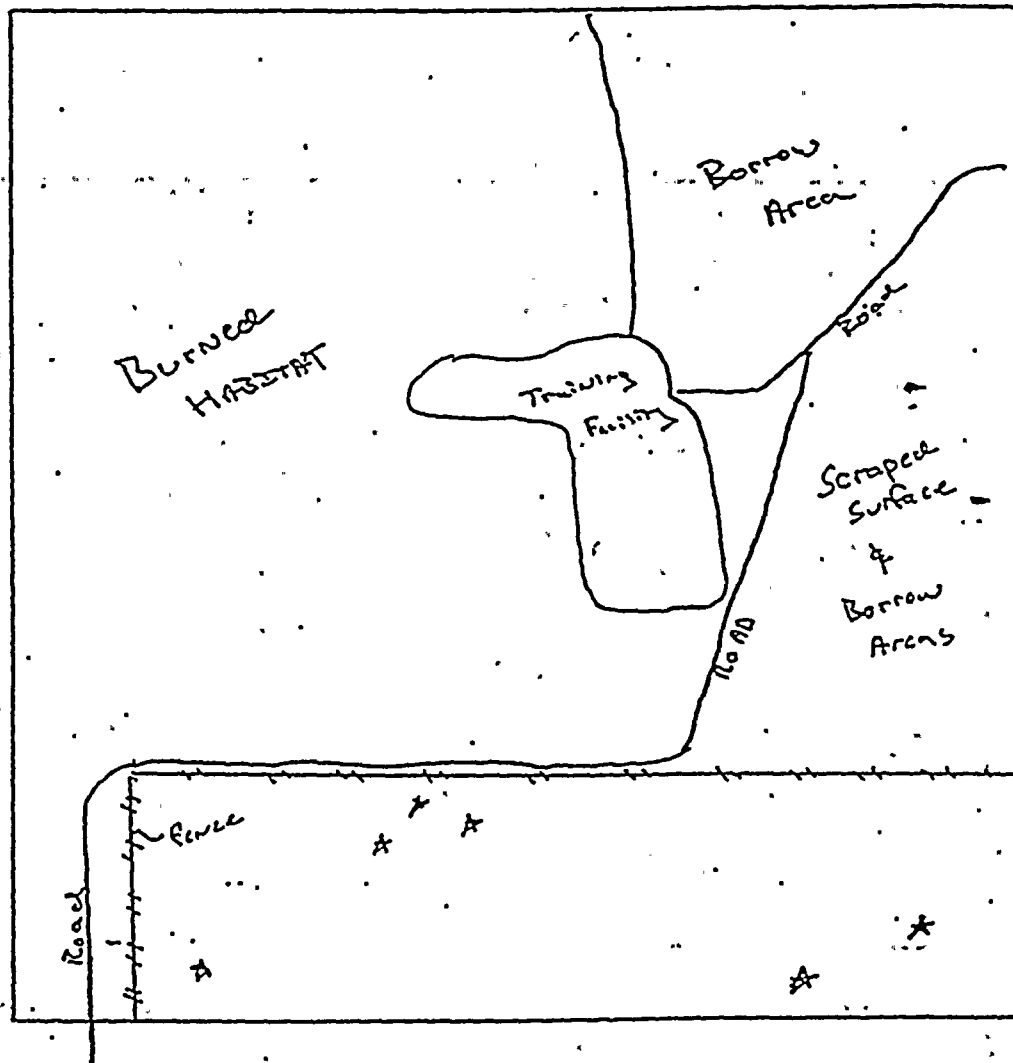 Borrow
Area
Road
Burned
HABITAT
Training
Facility
Scraped
Surface
&
Borrow
Areas
ROAD
fence
Road